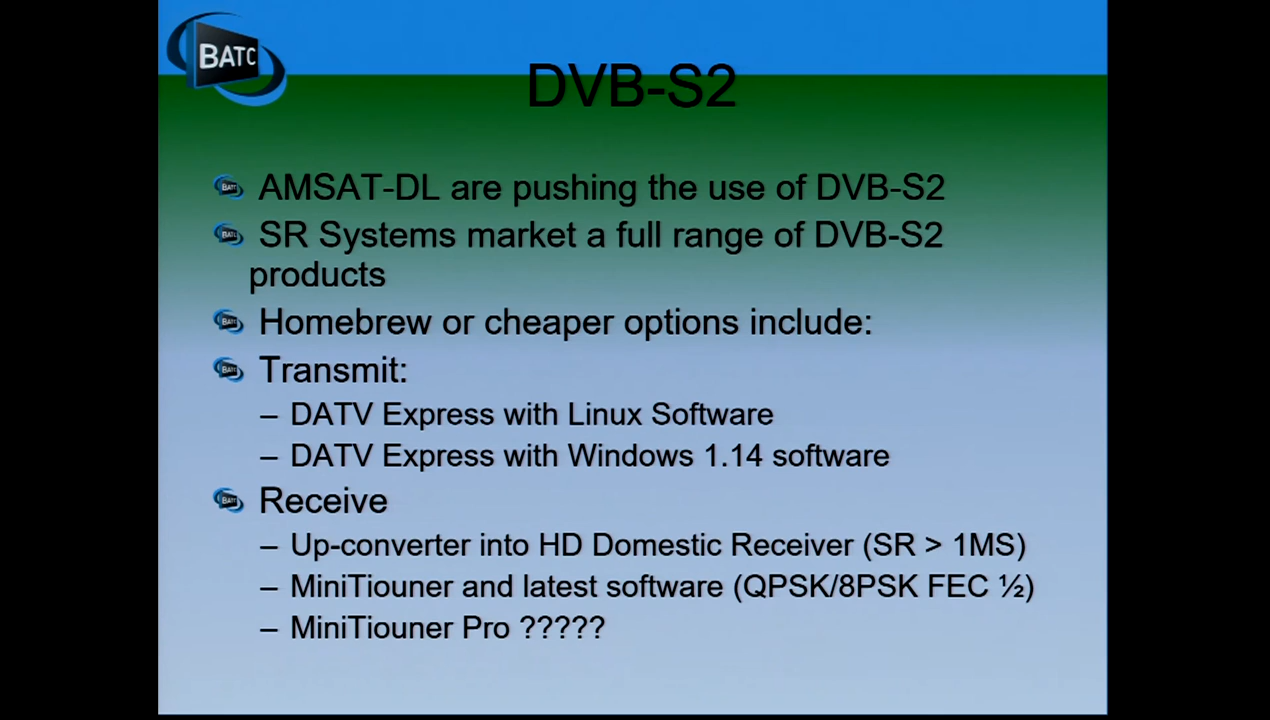 BATC
DVB-S2
AMSAT-DL are pushing the use of DVB-S2
SR Systems market a full range of DVB-S2
products
Homebrew or cheaper options include:
Transmit:
– DATV Express with Linux Software
– DATV Express with Windows 1.14 software
Receive
– Up-converter into HD Domestic Receiver (SR > 1MS)
– MiniTiouner and latest software (QPSK/8PSK FEC ½)
– MiniTiouner Pro ?????